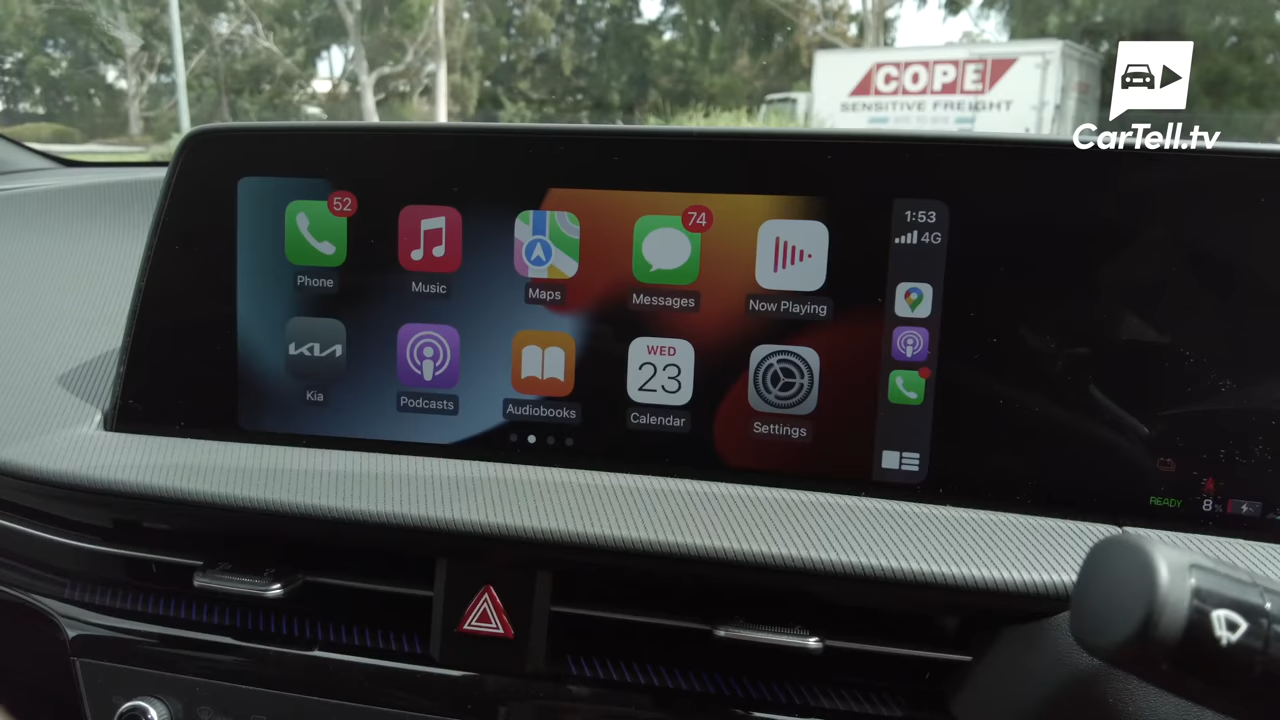 COPE
SENSITIVE FREIGHT
CarTell.tv
52
74
1:53
4G
Phone
Music
Maps
Messages
Now Playing
KIA
WED
23
Kia
Podcasts
Audiobooks
Calendar
Settings
READY
8%